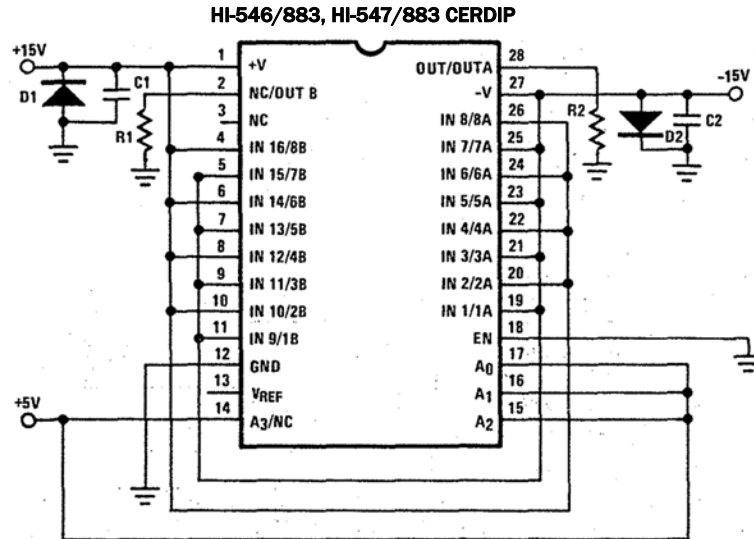 HI-546/883, HI-547/883 CERDIP
+15V
D1
C1
R1
1 +V
2 NC/OUT B
3 NC
4 IN 16/8B
5 IN 15/7B
6 IN 14/6B
7 IN 13/5B
8 IN 12/4B
9 IN 11/3B
10 IN 10/2B
11 IN 9/1B
12 GND
13 VREF
14 A3/NC
+5V
OUT/OUTA 28
-V 27
IN 8/8A 26
IN 7/7A 25
IN 6/6A 24
IN 5/5A 23
IN 4/4A 22
IN 3/3A 21
IN 2/2A 20
IN 1/1A 19
EN 18
A0 17
A1 16
A2 15
R2
D2
C2
-15V